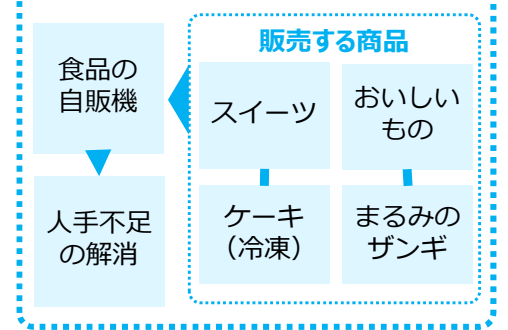 食品の
自販機
人手不足
の解消
販売する商品
スイーツ
おいしい
もの
ケーキ
（冷凍）
まるみの
ザンギ